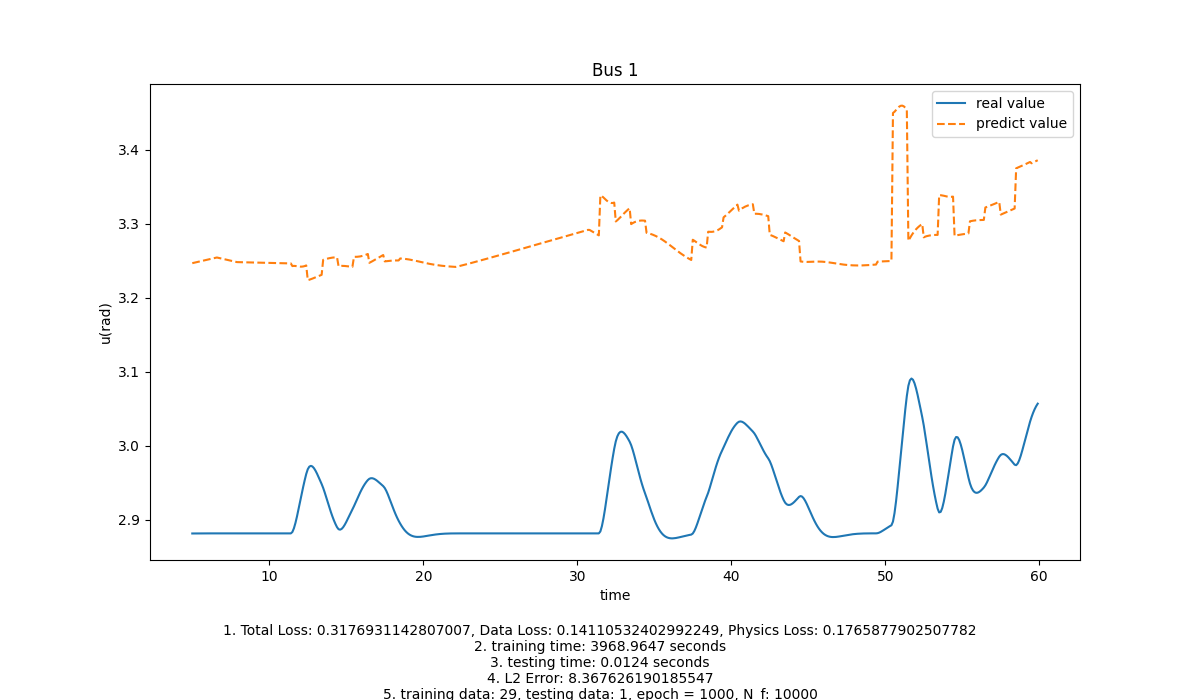 Bus 1
real value
predict value
3.4
3.3
3.2
3.1
3.0
2.9
u(rad)
10 20 30 40 50 60
time
1. Total Loss: 0.3176931142807007, Data Loss: 0.14110532402992249, Physics Loss: 0.1765877902507782
2. training time: 3968.9647 seconds
3. testing time: 0.0124 seconds
4. L2 Error: 8.367626190185547
5. training data: 29, testing data: 1, epoch = 1000, N_f: 10000